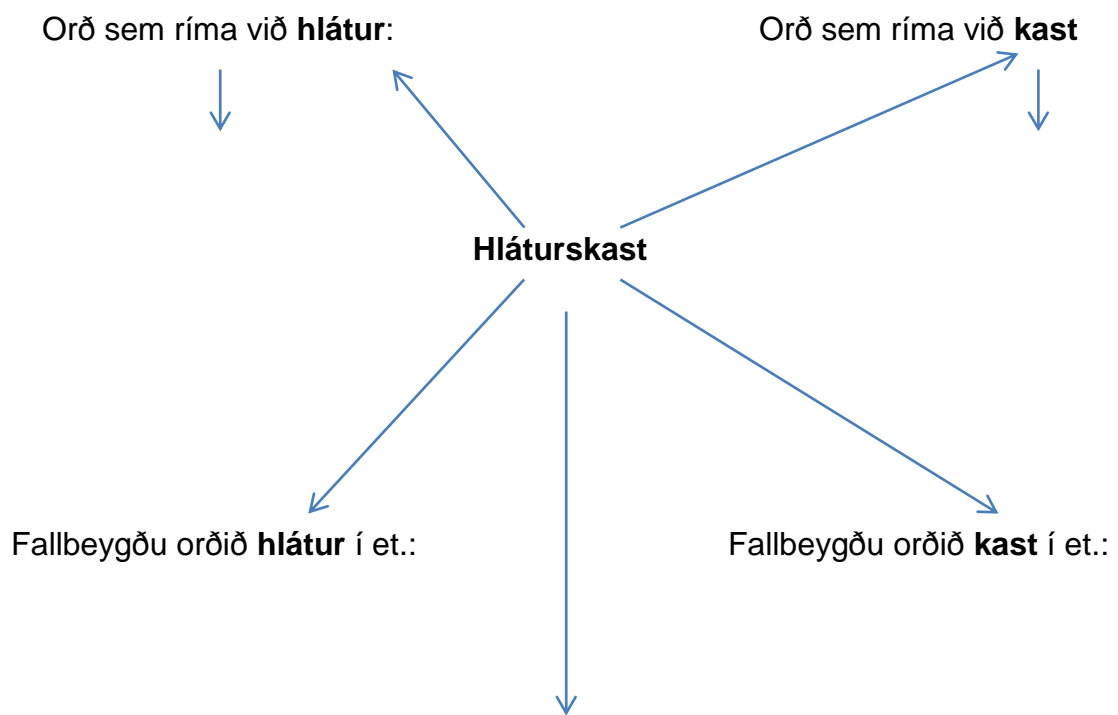 Orð sem ríma við hlátur:
Orð sem ríma við kast
Hláturskast
Fallbeygðu orðið hlátur í et.:
Fallbeygðu orðið kast í et.: